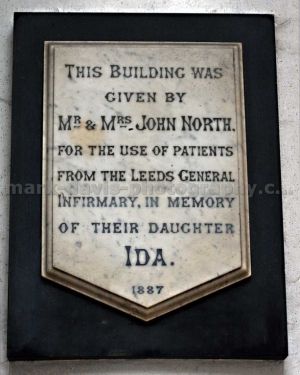 THIS BUILDING WAS
GIVEN BY
MR & MRS. JOHN NORTH.
FOR THE USE OF PATIENTS
FROM THE LEEDS GENERAL
mark-davis-photography.c...
INFIRMARY, IN MEMORY
OF THEIR DAUGHTER
IDA.
1887